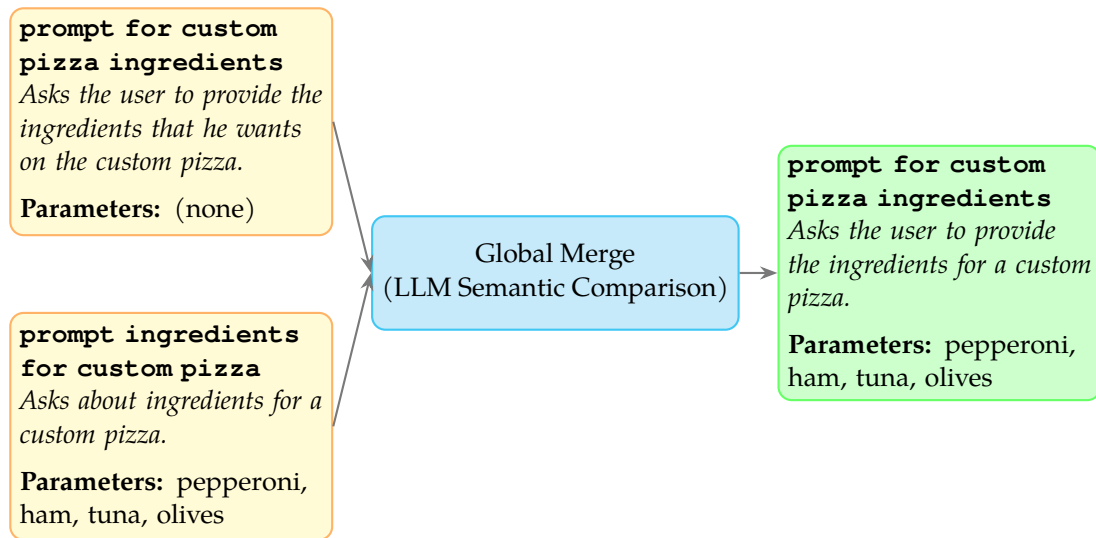 prompt for custom
pizza ingredients
Asks the user to provide the
ingredients that he wants
on the custom pizza.
Parameters: (none)
prompt ingredients
for custom pizza
Asks about ingredients for a
custom pizza.
Parameters: pepperoni,
ham, tuna, olives
Global Merge
(LLM Semantic Comparison)
prompt for custom
pizza ingredients
Asks the user to provide
the ingredients for a custom
pizza.
Parameters: pepperoni,
ham, tuna, olives